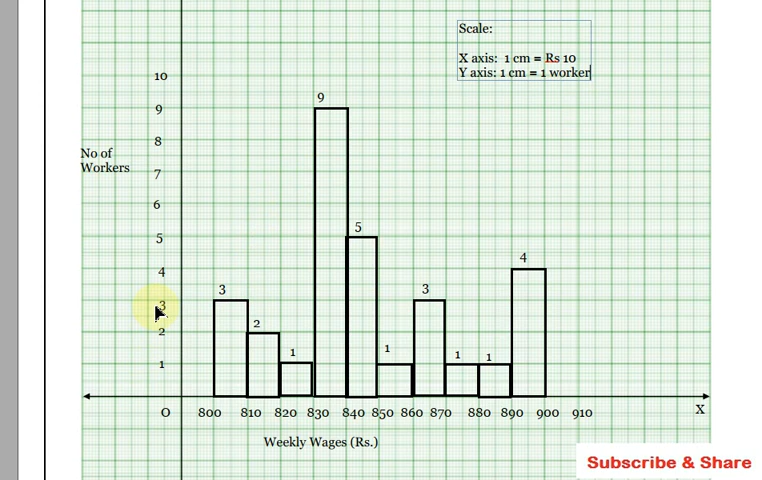 Scale:
X axis: 1 cm = Rs 10
Y axis: 1 cm = 1 worker
10
9
9
8
No of
Workers
7
6
5
5
4
4
3
3
3
2
2
1
1
1
1
1
O 800 810 820 830 840 850 860 870 880 890 900 910 X
Weekly Wages (Rs.)
Subscribe & Share